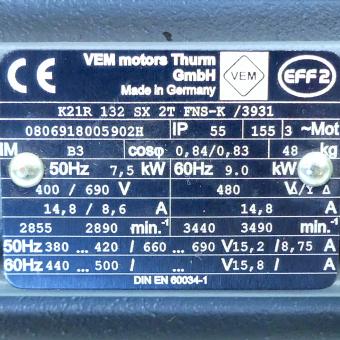 CE VEM motors Thurm GmbH Made in Germany VEM EFF2
K21R 132 SX 2T FNS-K /3931
0806918005902H IP 55 155 3 ~Mot
IM B3 cosφ 0,84/0,83 48 kg
50Hz 7,5 kW 60Hz 9.0 kW
400 / 690 V 480 V
14,8 / 8,6 A 14,8 A
2855 2890 min.⁻¹ 3440 3490 min.⁻¹
50Hz 380 ... 420 / 660 ... 690 V 15,2 / 8,75 A
60Hz 440 ... 500 / V 15,8 / A
DIN EN 60034-1